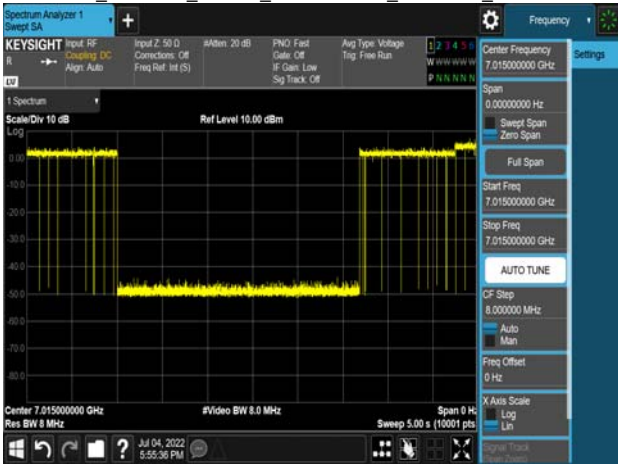 Spectrum Analyzer 1
Swept SA
+
Frequency
KEYSIGHT
R
LXI
Input: RF
Coupling: DC
Align: Auto
Input Z: 50 Ω
Corrections: Off
Freq Ref: Int (S)
#Atten: 20 dB
PNO: Fast
Gate: Off
IF Gain: Low
Sig Track: Off
Avg Type: Voltage
Trig: Free Run
1 2 3 4 5 6
W W W W W W
P N N N N N
Settings
Center Frequency
7.015000000 GHz
Span
0.00000000 Hz
Swept Span
Zero Span
Full Span
Start Freq
7.015000000 GHz
Stop Freq
7.015000000 GHz
AUTO TUNE
CF Step
8.000000 MHz
Auto
Man
Freq Offset
0 Hz
X Axis Scale
Log
Lin
Signal Track
(Span Zoom)
1 Spectrum
Scale/Div 10 dB
Ref Level 10.00 dBm
Log
0.00
-10.0
-20.0
-30.0
-40.0
-50.0
-60.0
-70.0
-80.0
Center 7.015000000 GHz
#Video BW 8.0 MHz
Span 0 Hz
Res BW 8 MHz
Sweep 5.00 s (10001 pts
?
Jul 04, 2022
5:55:36 PM